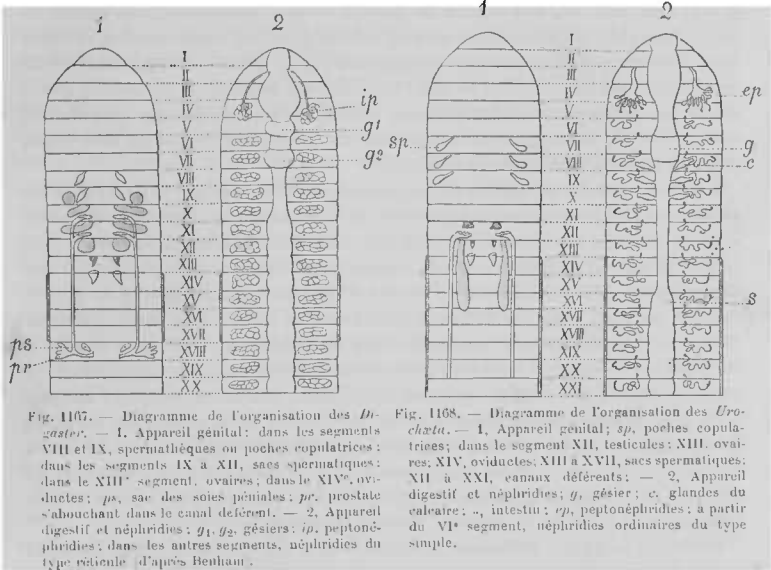 1 2
I
II
III
IV
V
VI
VII
VIII
IX
X
XI
XII
XIII
XIV
XV
XVI
XVII
XVIII
XIX
XX
ip
g1
g2
ps
pr
1 2
I
II
III
IV
V
VI
VII
VIII
IX
X
XI
XII
XIII
XIV
XV
XVI
XVII
XVIII
XIX
XX
XXI
sp
ep
g
c
s
Fig. 1167. — Diagramme de l'organisation des Di-
gaster. — 1. Appareil génital: dans les segments
VIII et IX, spermathèques ou poches copulatrices;
dans les segments IX à XII, sacs spermatiques;
dans le XIIIe segment, ovaires; dans le XIVe, ovi-
ductes; ps, sac des soies péniales; pr. prostate
s'abouchant dans le canal déférent. — 2, Appareil
digestif et néphridies; g1, g2, gésiers; ip. peptoné-
phridies; dans les autres segments, néphridies du
type réticulé d'après Benham.
Fig. 1168. — Diagramme de l'organisation des Uro-
chæta. — 1, Appareil génital; sp, poches copula-
trices; dans le segment XII, testicules; XIII. ovai-
res; XIV, oviductes; XIII à XVII, sacs spermatiques;
XII à XXI, canaux déférents; — 2, Appareil
digestif et néphridies; g, gésier; c. glandes du
calcaire; intestin; ep, peptonéphridies; à partir
du VIe segment, néphridies ordinaires du type
simple.